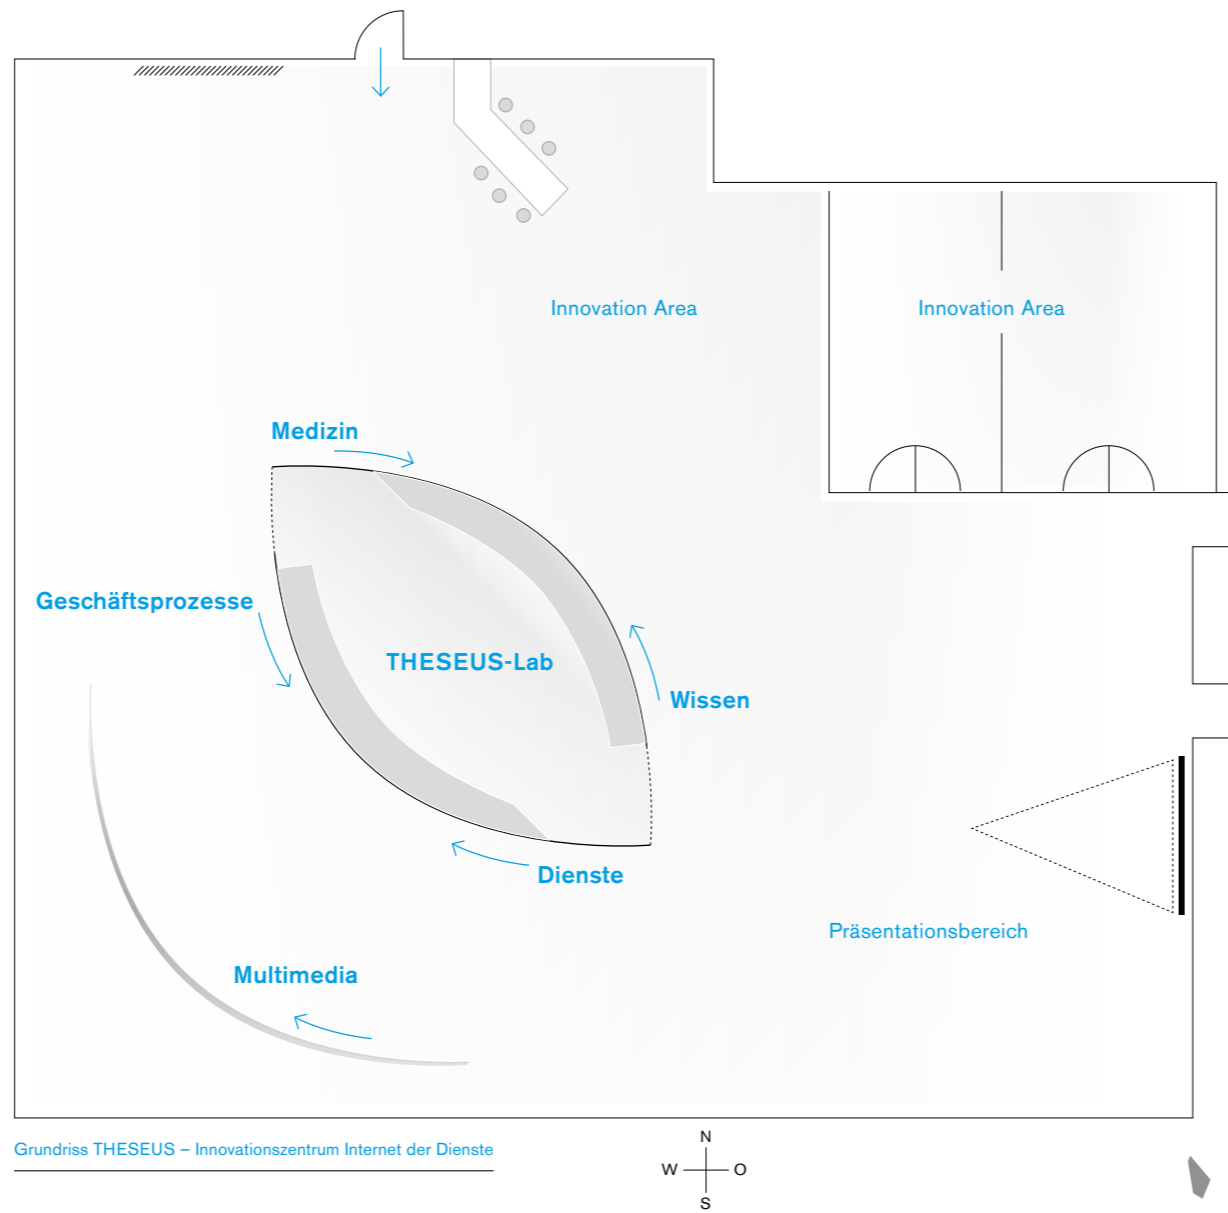 Innovation Area
Innovation Area
Medizin
Geschäftsprozesse
THESEUS-Lab
Wissen
Dienste
Präsentationsbereich
Multimedia
Grundriss THESEUS – Innovationszentrum Internet der Dienste
N
W
O
S